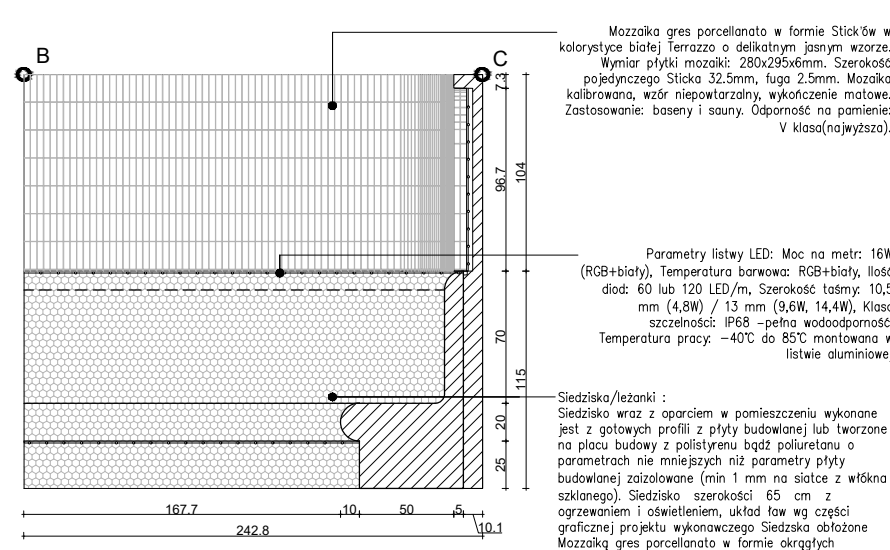 B
C
Mozzaika gres porcellanato w formie Stick'ów w
kolorystyce białej Terrazzo o delikatnym jasnym wzorze.
Wymiar płytki mozaiki: 280x295x6mm. Szerokość
pojedynczego Sticka 32.5mm, fuga 2.5mm. Mozaika
kalibrowana, wzór niepowtarzalny, wykończenie matowe.
Zastosowanie: baseny i sauny. Odporność na pamienie:
V klasa(najwyższa).
7.3
96.7
104
Parametry listwy LED: Moc na metr: 16W
(RGB+biały), Temperatura barwowa: RGB+biały, Ilość
diod: 60 lub 120 LED/m, Szerokość taśmy: 10,5
mm (4,8W) / 13 mm (9,6W, 14,4W), Klasa
szczelności: IP68 –pełna wodoodporność
Temperatura pracy: –40°C do 85°C montowana w
listwie aluminiowej
70
115
20
25
Siedziska/leżanki :
Siedzisko wraz z oparciem w pomieszczeniu wykonane
jest z gotowych profili z płyty budowlanej lub tworzone
na placu budowy z polistyrenu bądź poliuretanu o
parametrach nie mniejszych niż parametry płyty
budowlanej zaizolowane (min 1 mm na siatce z włókna
szklanego). Siedzisko szerokości 65 cm z
ogrzewaniem i oświetleniem, układ ław wg części
graficznej projektu wykonawczego Siedzska obłożone
Mozzaiką gres porcellanato w formie okrągłych
167.7
10
50
5
10.1
242.8